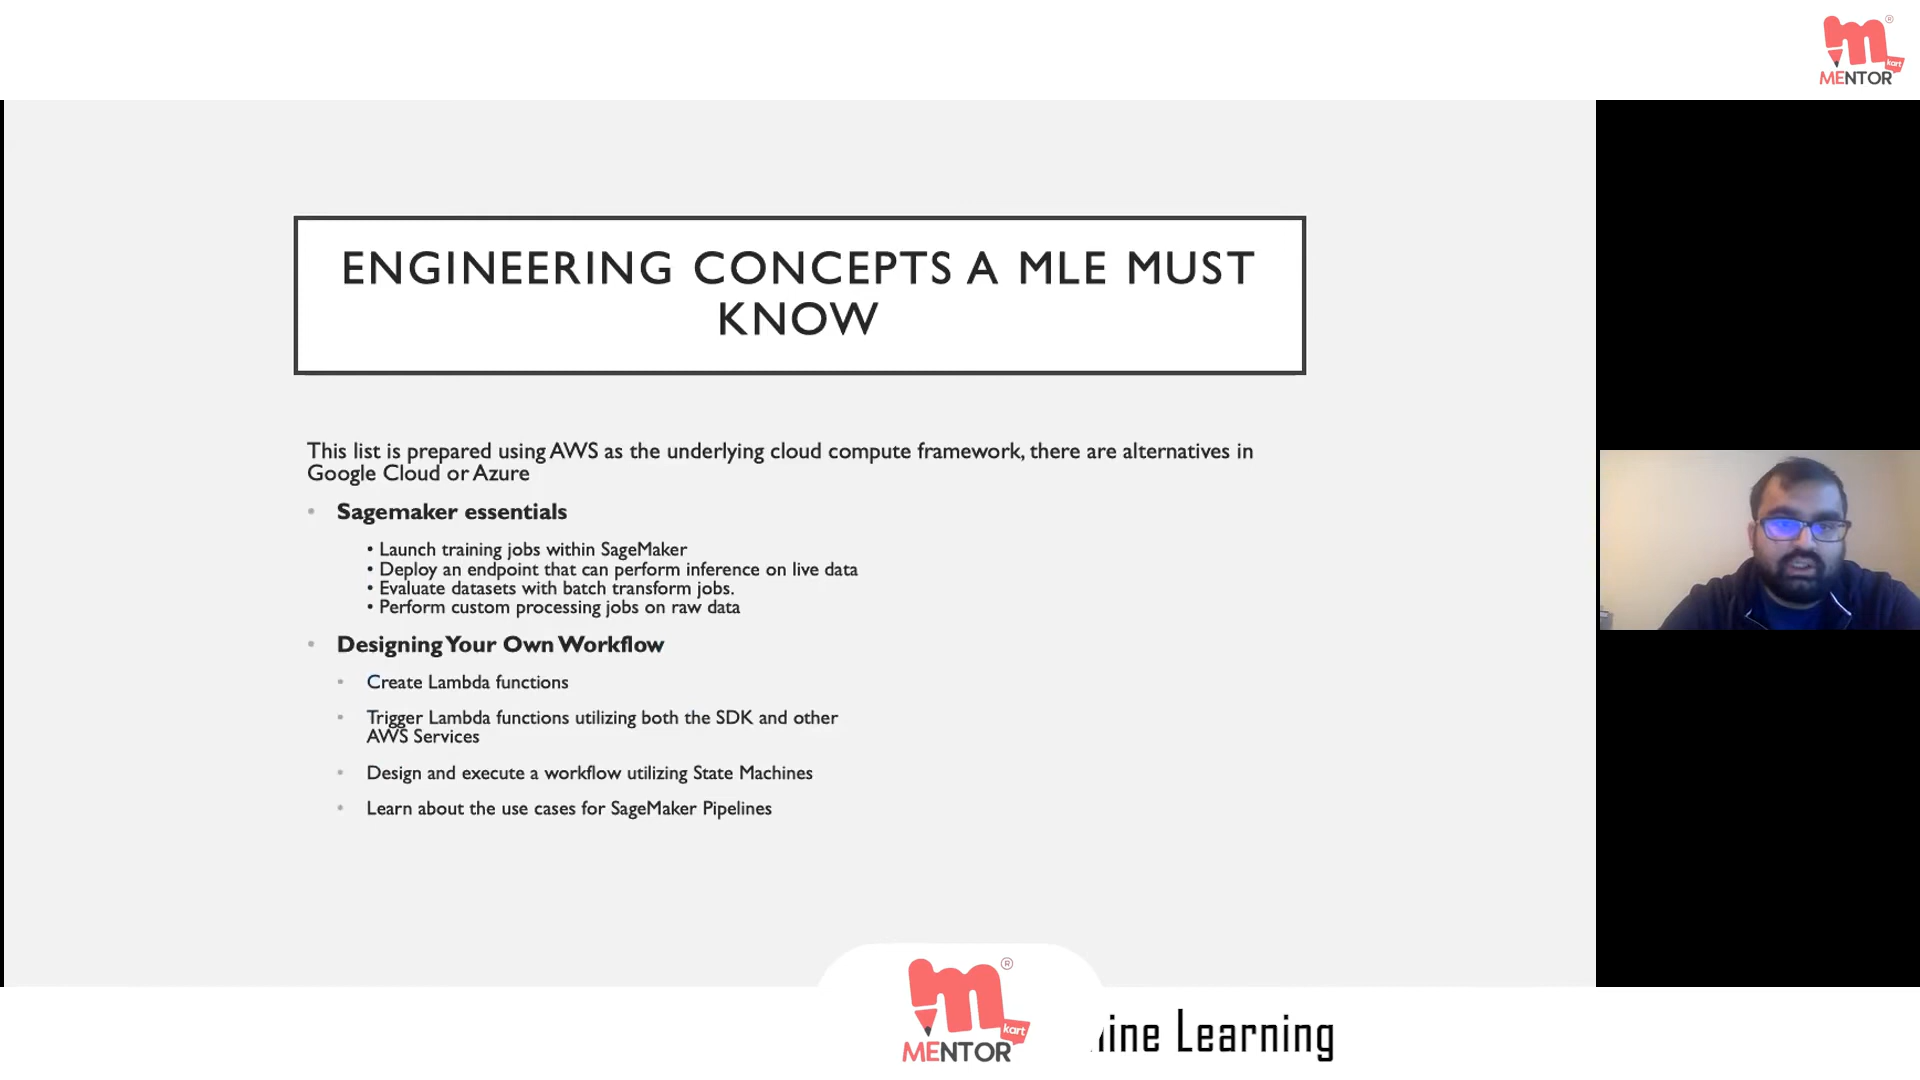 m
®
kart
MENTOR
ENGINEERING CONCEPTS A MLE MUST
KNOW
This list is prepared using AWS as the underlying cloud compute framework, there are alternatives in
Google Cloud or Azure
• Sagemaker essentials
• Launch training jobs within SageMaker
• Deploy an endpoint that can perform inference on live data
• Evaluate datasets with batch transform jobs.
• Perform custom processing jobs on raw data
• Designing Your Own Workflow
• Create Lambda functions
• Trigger Lambda functions utilizing both the SDK and other
AWS Services
• Design and execute a workflow utilizing State Machines
• Learn about the use cases for SageMaker Pipelines
m
®
kart
MENTOR
ine Learning